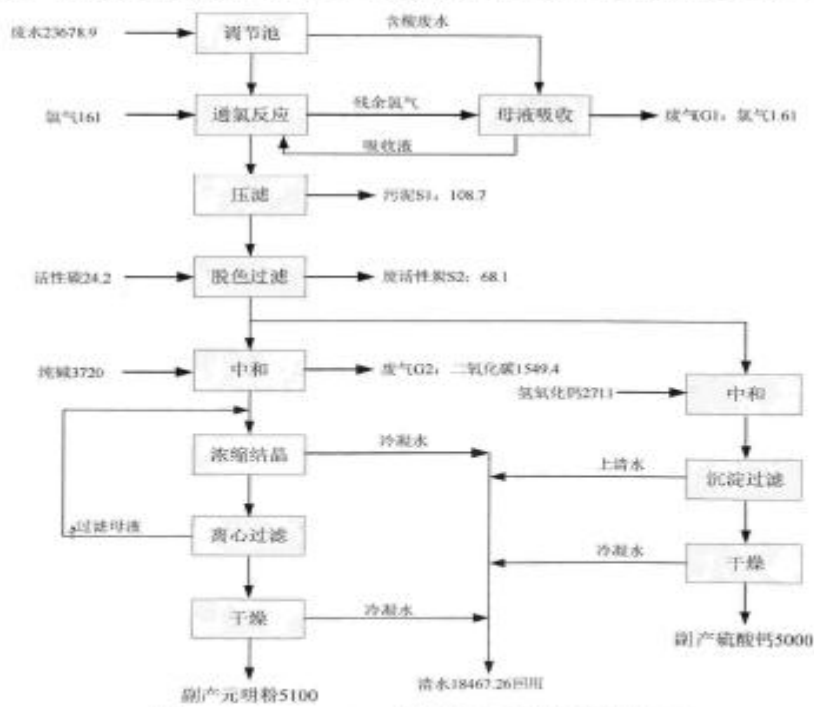 废水23678.9
调节池
含酸废水
氯气161
通氯反应
残余氯气
母液吸收
废气G1：氯气1.61
吸收液
压滤
污泥S1：108.7
活性碳24.2
脱色过滤
废活性炭S2：68.1
纯碱3720
中和
废气G2：二氧化碳1549.4
氢氧化钙2711
中和
浓缩结晶
冷凝水
上清水
沉淀过滤
过滤母液
离心过滤
冷凝水
干燥
干燥
冷凝水
副产硫酸钙5000
副产元明粉5100
清水18467.26回用